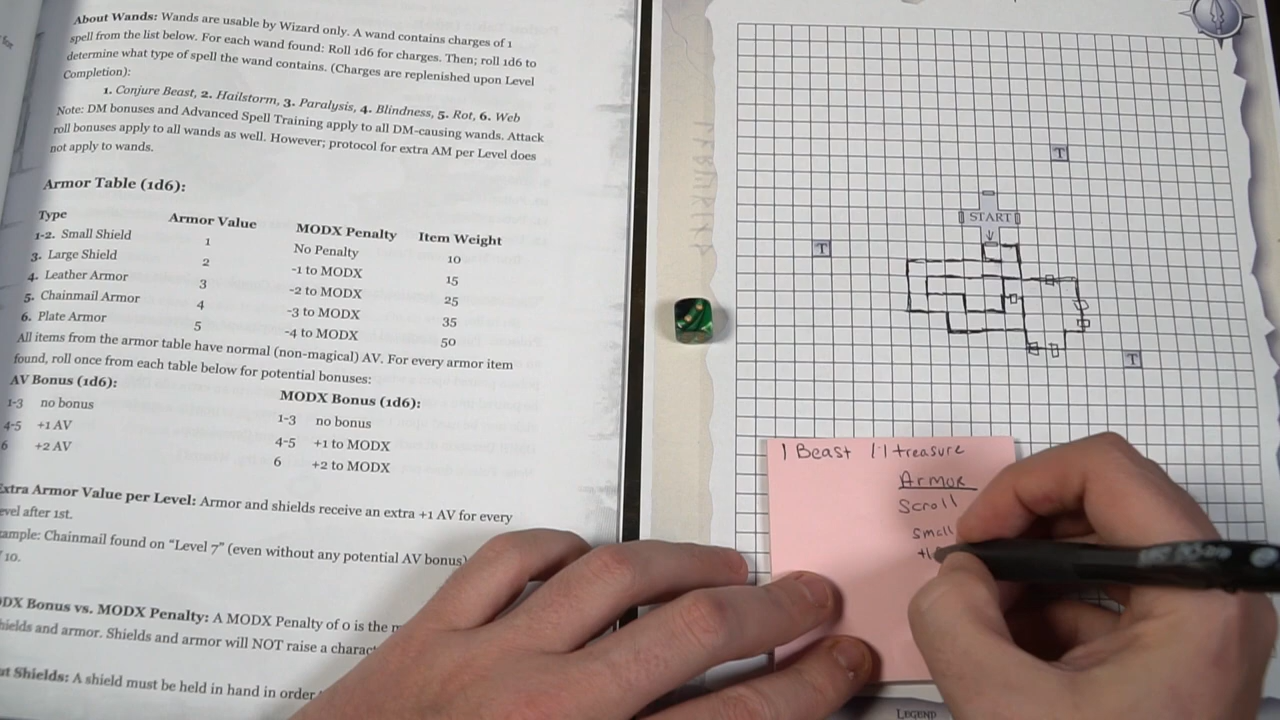 About Wands: Wands are usable by Wizard only. A wand contains charges of 1
spell from the list below. For each wand found: Roll 1d6 for charges. Then; roll 1d6 to
determine what type of spell the wand contains. (Charges are replenished upon Level
Completion):
1. Conjure Beast, 2. Hailstorm, 3. Paralysis, 4. Blindness, 5. Rot, 6. Web
Note: DM bonuses and Advanced Spell Training apply to all DM-causing wands. Attack
roll bonuses apply to all wands as well. However; protocol for extra AM per Level does
not apply to wands.
Armor Table (1d6):
Type Armor Value MODX Penalty Item Weight
1-2. Small Shield 1 No Penalty 10
3. Large Shield 2 -1 to MODX 15
4. Leather Armor 3 -2 to MODX 25
5. Chainmail Armor 4 -3 to MODX 35
6. Plate Armor 5 -4 to MODX 50
All items from the armor table have normal (non-magical) AV. For every armor item
found, roll once from each table below for potential bonuses:
AV Bonus (1d6): MODX Bonus (1d6):
1-3 no bonus 1-3 no bonus
4-5 +1 AV 4-5 +1 to MODX
6 +2 AV 6 +2 to MODX
Extra Armor Value per Level: Armor and shields receive an extra +1 AV for every
level after 1st.
ample: Chainmail found on "Level 7" (even without any potential AV bonus)
10.
DX Bonus vs. MODX Penalty: A MODX Penalty of 0 is the
hields and armor. Shields and armor will NOT raise a charac
ut Shields: A shield must be held in hand in order
T
START
T
T
1 Beast 1:1 treasure
Armor
Scroll
Small
LEGEND